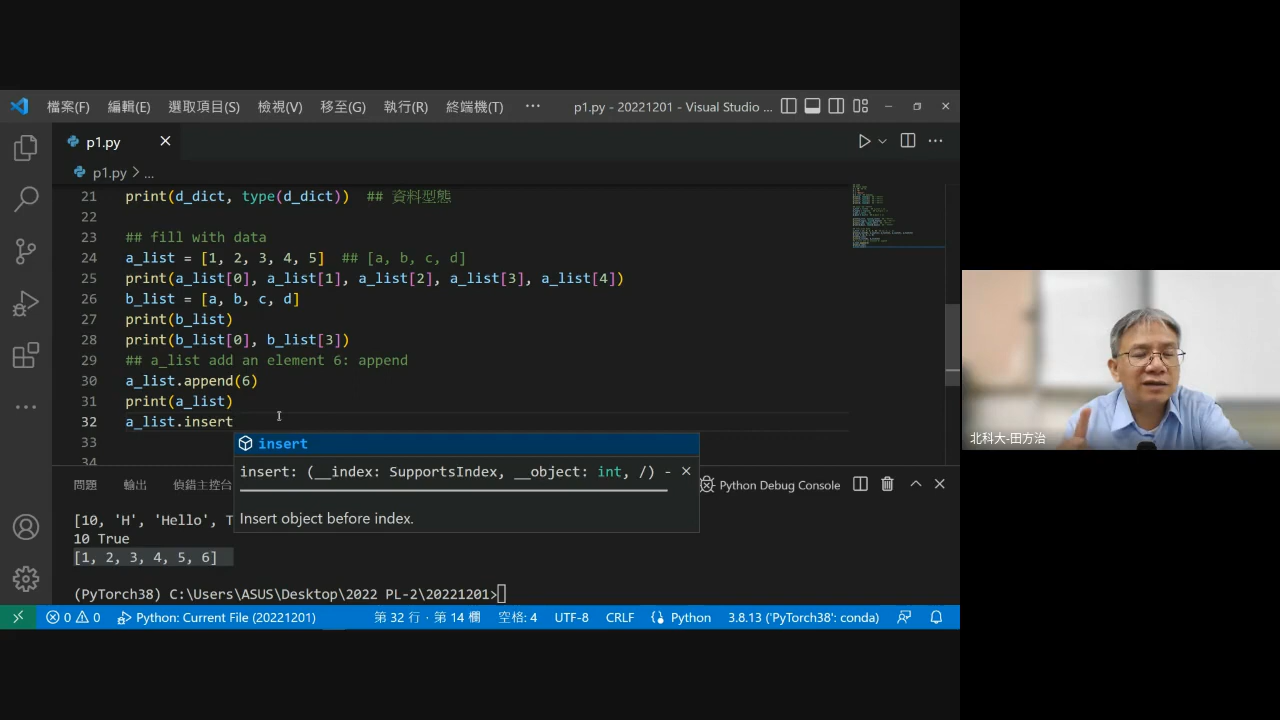 檔案(F) 編輯(E) 選取項目(S) 檢視(V) 移至(G) 執行(R) 終端機(T) ··· p1.py - 20221201 - Visual Studio ...
p1.py
p1.py > ...
21 print(d_dict, type(d_dict)) ## 資料型態
22
23 ## fill with data
24 a_list = [1, 2, 3, 4, 5] ## [a, b, c, d]
25 print(a_list[0], a_list[1], a_list[2], a_list[3], a_list[4])
26 b_list = [a, b, c, d]
27 print(b_list)
28 print(b_list[0], b_list[3])
29 ## a_list add an element 6: append
30 a_list.append(6)
31 print(a_list)
32 a_list.insert
33
34
insert
insert: (__index: SupportsIndex, __object: int, /) -
Insert object before index.
問題 輸出 偵錯主控台 Python Debug Console
[10, 'H', 'Hello', T
10 True
[1, 2, 3, 4, 5, 6]
(PyTorch38) C:\Users\ASUS\Desktop\2022 PL-2\20221201>
0 0 Python: Current File (20221201) 第 32 行，第 14 欄 空格: 4 UTF-8 CRLF Python 3.8.13 ('PyTorch38': conda)
北科大-田方治